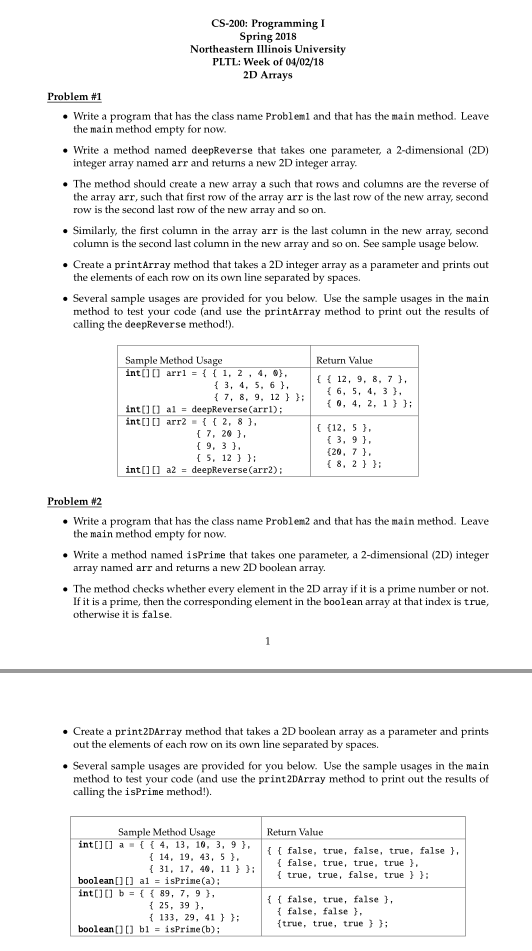 CS-200: Programming I
Spring 2018
Northeastern Illinois University
PLTL: Week of 04/02/18
2D Arrays
Problem #1
• Write a program that has the class name Problem1 and that has the main method. Leave
the main method empty for now.
• Write a method named deepReverse that takes one parameter, a 2-dimensional (2D)
integer array named arr and returns a new 2D integer array.
• The method should create a new array a such that rows and columns are the reverse of
the array arr, such that first row of the array arr is the last row of the new array, second
row is the second last row of the new array and so on.
• Similarly, the first column in the array arr is the last column in the new array, second
column is the second last column in the new array and so on. See sample usage below.
• Create a printArray method that takes a 2D integer array as a parameter and prints out
the elements of each row on its own line separated by spaces.
• Several sample usages are provided for you below. Use the sample usages in the main
method to test your code (and use the printArray method to print out the results of
calling the deepReverse method!).
Sample Method Usage
int[][] arr1 = { { 1, 2 , 4, 0},
{ 3, 4, 5, 6 },
{ 7, 8, 9, 12 } };
int[][] a1 = deepReverse(arr1);
Return Value
{ { 12, 9, 8, 7 },
{ 6, 5, 4, 3 },
{ 0, 4, 2, 1 } };
int[][] arr2 = { { 2, 8 },
{ 7, 20 },
{ 9, 3 },
{ 5, 12 } };
int[][] a2 = deepReverse(arr2);
{ {12, 5 },
{ 3, 9 },
{20, 7 },
{ 8, 2 } };
Problem #2
• Write a program that has the class name Problem2 and that has the main method. Leave
the main method empty for now.
• Write a method named isPrime that takes one parameter, a 2-dimensional (2D) integer
array named arr and returns a new 2D boolean array.
• The method checks whether every element in the 2D array if it is a prime number or not.
If it is a prime, then the corresponding element in the boolean array at that index is true,
otherwise it is false.
1
• Create a print2DArray method that takes a 2D boolean array as a parameter and prints
out the elements of each row on its own line separated by spaces.
• Several sample usages are provided for you below. Use the sample usages in the main
method to test your code (and use the print2DArray method to print out the results of
calling the isPrime method!).
Sample Method Usage
int[][] a = { { 4, 13, 10, 3, 9 },
{ 14, 19, 43, 5 },
{ 31, 17, 40, 11 } };
boolean[][] a1 = isPrime(a);
Return Value
{ { false, true, false, true, false },
{ false, true, true, true },
{ true, true, false, true } };
int[][] b = { { 89, 7, 9 },
{ 25, 39 },
{ 133, 29, 41 } };
boolean[][] b1 = isPrime(b);
{ { false, true, false },
{ false, false },
{true, true, true } };